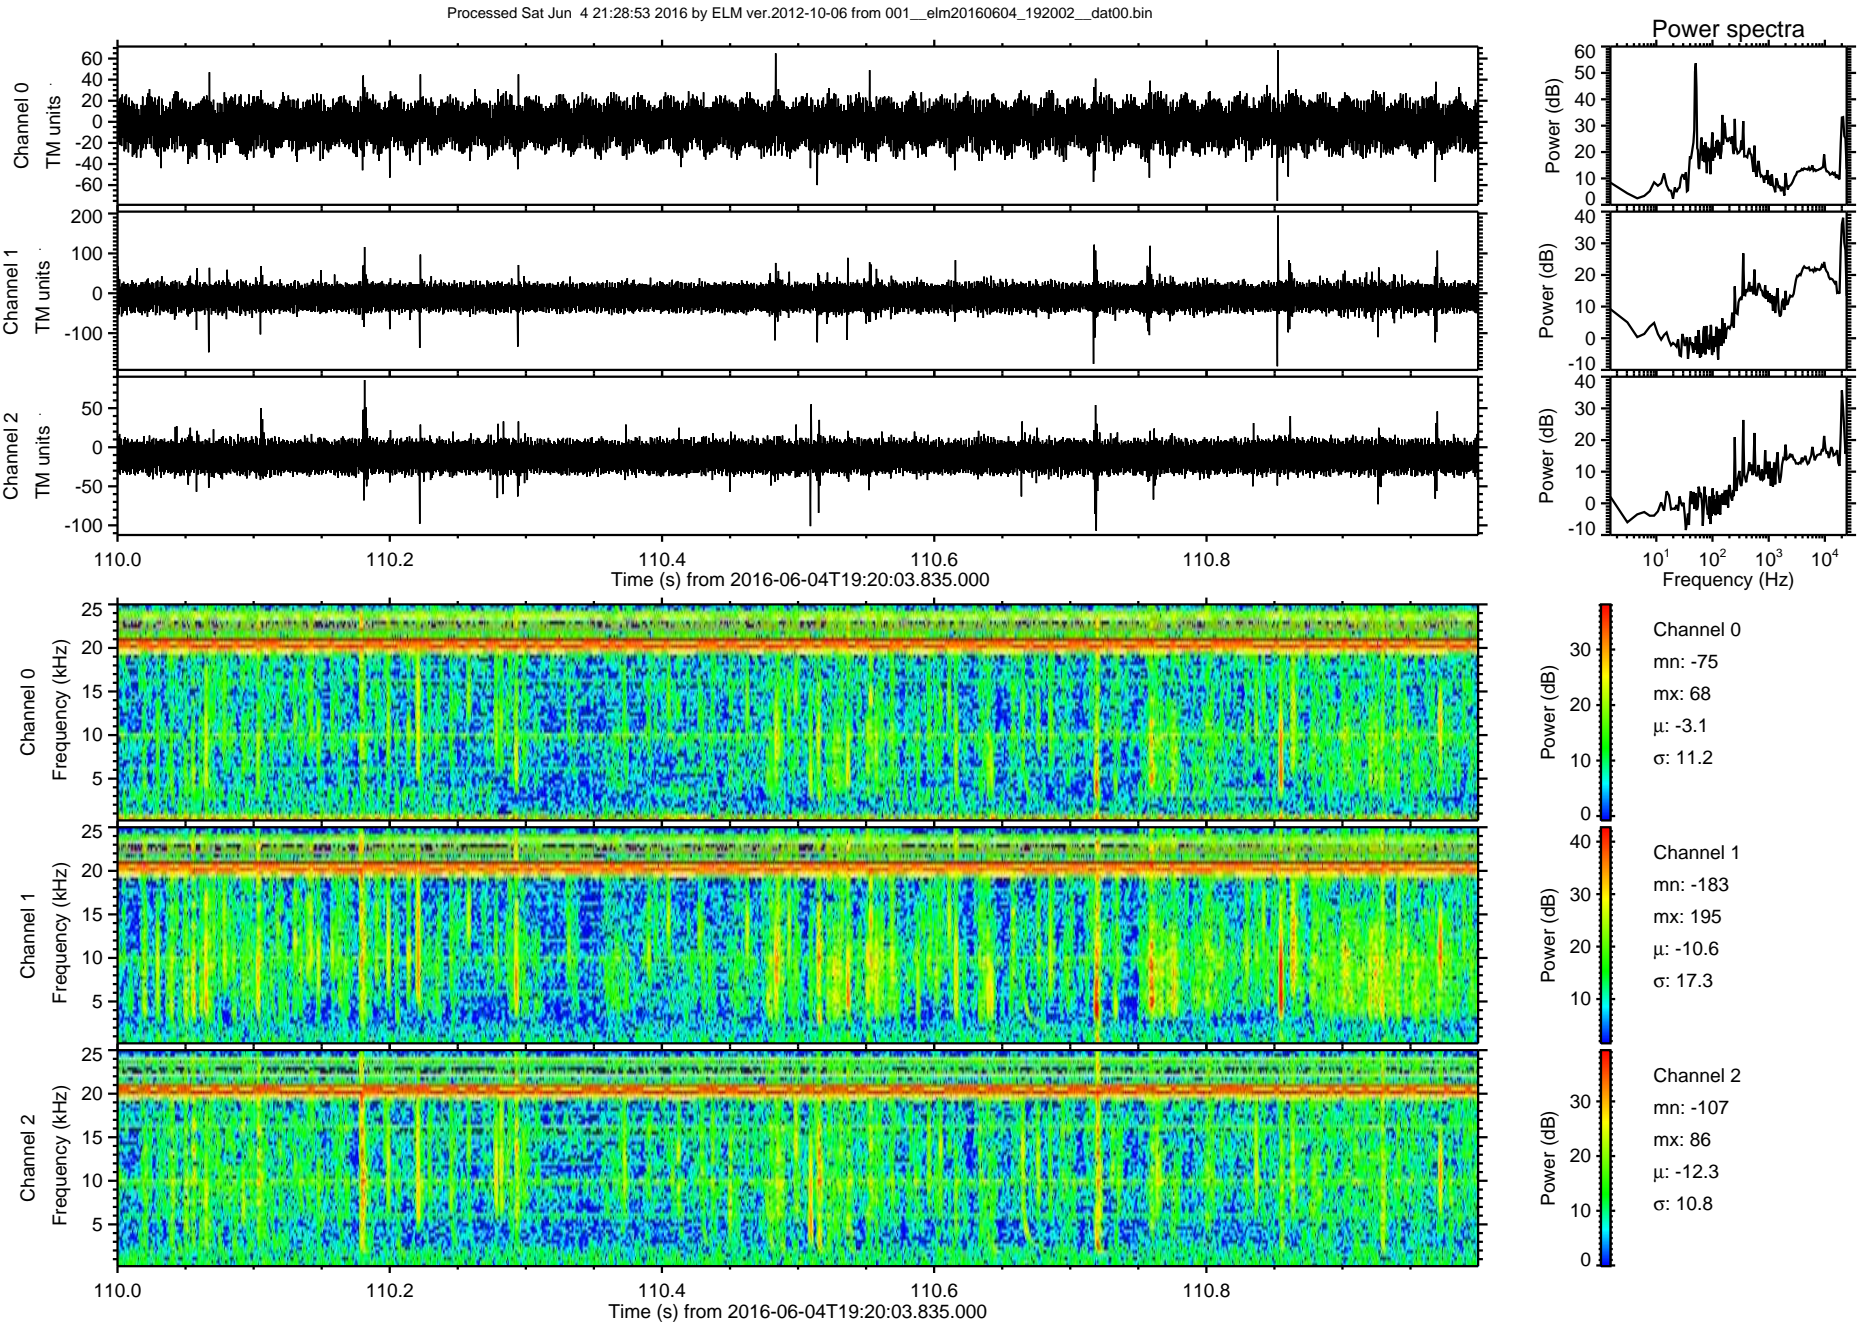 Processed Sat Jun  4 21:28:53 2016 by ELM ver.2012-10-06 from 001__elm20160604_192002__dat00.bin
Power spectra
Channel 0
TM units
60
40
20
0
-20
-40
-60
Power (dB)
60
50
40
30
20
10
0
Channel 1
TM units
200
100
0
-100
Power (dB)
40
30
20
10
0
-10
Channel 2
TM units
50
0
-50
-100
Power (dB)
40
30
20
10
0
-10
110.0 110.2 110.4 110.6 110.8
Time (s) from 2016-06-04T19:20:03.835.000
10¹ 10² 10³ 10⁴
Frequency (Hz)
Channel 0
Frequency (kHz)
25
20
15
10
5
Power (dB)
30
20
10
0
Channel 0
mn: -75
mx: 68
μ: -3.1
σ: 11.2
Channel 1
Frequency (kHz)
25
20
15
10
5
Power (dB)
40
30
20
10
Channel 1
mn: -183
mx: 195
μ: -10.6
σ: 17.3
Channel 2
Frequency (kHz)
25
20
15
10
5
Power (dB)
30
20
10
0
Channel 2
mn: -107
mx: 86
μ: -12.3
σ: 10.8
110.0 110.2 110.4 110.6 110.8
Time (s) from 2016-06-04T19:20:03.835.000